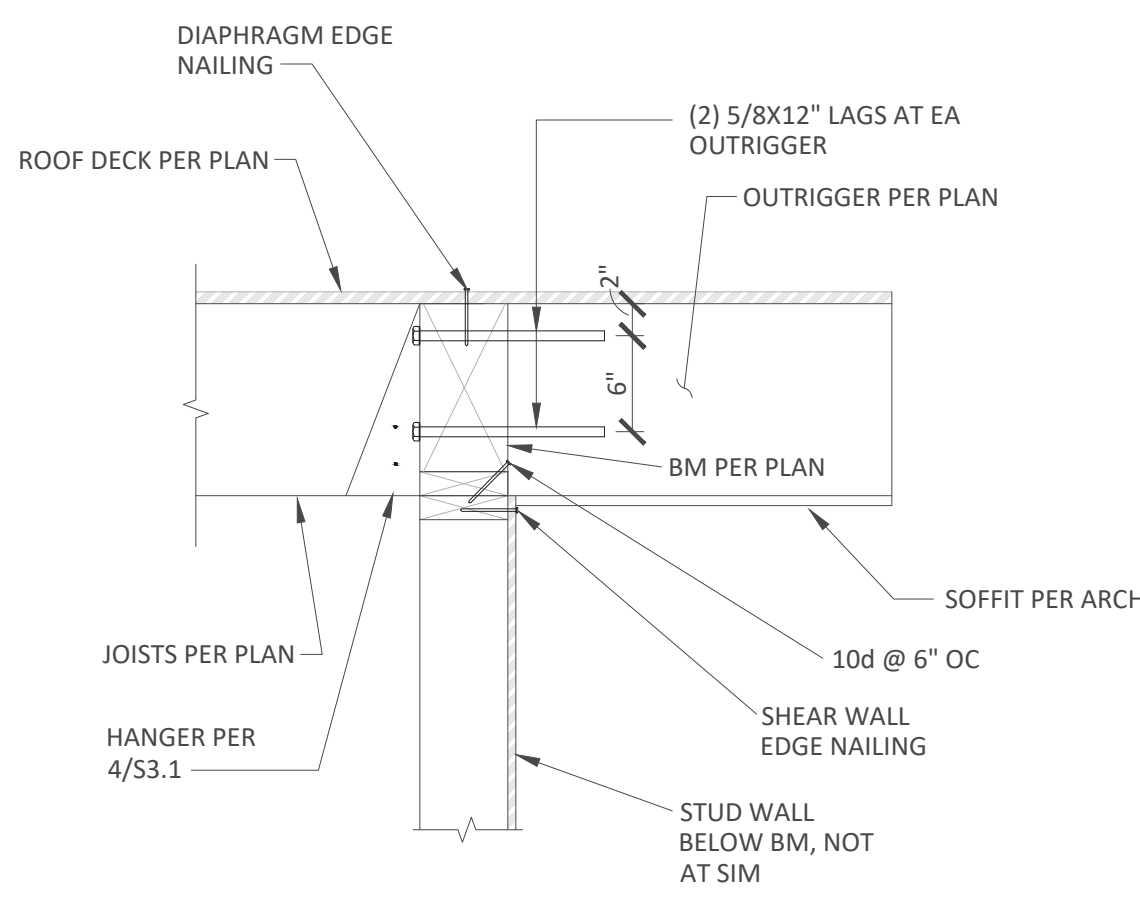 DIAPHRAGM EDGE
NAILING
(2) 5/8X12" LAGS AT EA
OUTRIGGER
ROOF DECK PER PLAN
OUTRIGGER PER PLAN
2"
6"
BM PER PLAN
SOFFIT PER ARCH
JOISTS PER PLAN
10d @ 6" OC
SHEAR WALL
EDGE NAILING
HANGER PER
4/S3.1
STUD WALL
BELOW BM, NOT
AT SIM